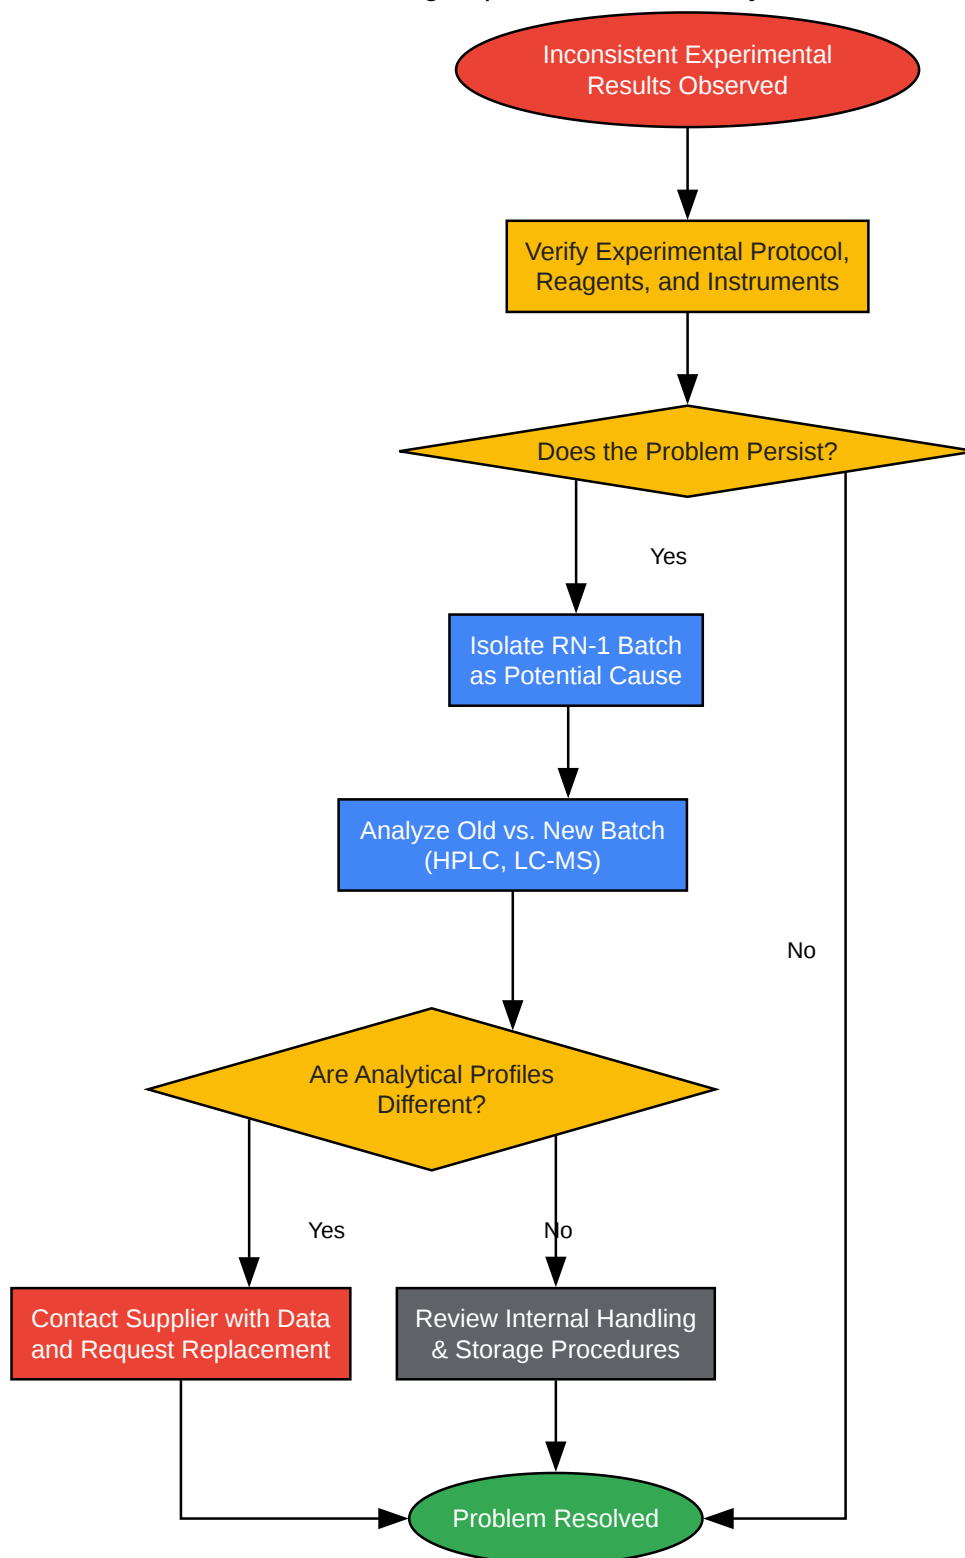 Inconsistent Experimental
Results Observed
Verify Experimental Protocol,
Reagents, and Instruments
Does the Problem Persist?
Yes
Isolate RN-1 Batch
as Potential Cause
Analyze Old vs. New Batch
(HPLC, LC-MS)
No
Are Analytical Profiles
Different?
Yes
No
Contact Supplier with Data
and Request Replacement
Review Internal Handling
& Storage Procedures
Problem Resolved